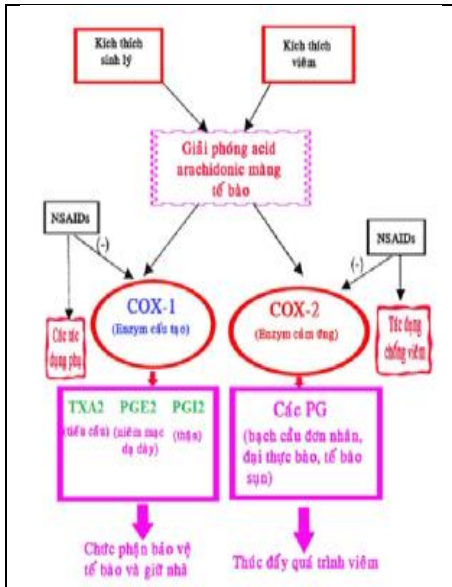 Kích thích
sinh lý
Kích thích
viêm
Giải phóng acid
arachidonic màng
tế bào
NSAIDs
(-)
NSAIDs
(-)
COX-1
(Enzym cấu tạo)
COX-2
(Enzym cảm ứng)
Các tác
dụng phụ
Tác dụng
chống viêm
TXA2 PGE2 PGI2
(tiểu cầu) (niêm mạc (thận)
dạ dày)
Các PG
(bạch cầu đơn nhân,
đại thực bào, tế bào
sụn)
Chức phận bảo vệ
tế bào và giữ nhà
Thúc đẩy quá trình viêm